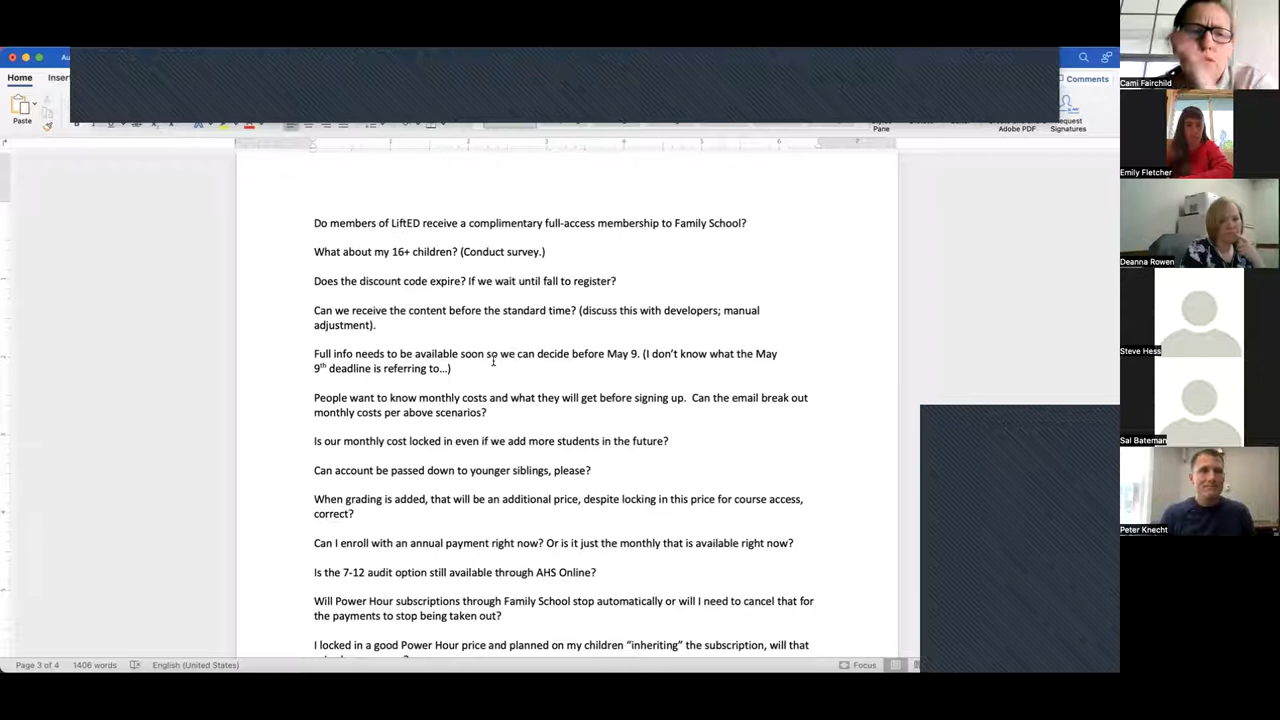 Au
Home
Inser
Comments
Paste
Pane
Adobe PDF
equest
Signatures
1
2
3
4
5
6
7
Do members of LiftED receive a complimentary full-access membership to Family School?
What about my 16+ children? (Conduct survey.)
Does the discount code expire? If we wait until fall to register?
Can we receive the content before the standard time? (discuss this with developers; manual
adjustment).
Full info needs to be available soon so we can decide before May 9. (I don’t know what the May
9th deadline is referring to…)
People want to know monthly costs and what they will get before signing up.  Can the email break out
monthly costs per above scenarios?
Is our monthly cost locked in even if we add more students in the future?
Can account be passed down to younger siblings, please?
When grading is added, that will be an additional price, despite locking in this price for course access,
correct?
Can I enroll with an annual payment right now? Or is it just the monthly that is available right now?
Is the 7-12 audit option still available through AHS Online?
Will Power Hour subscriptions through Family School stop automatically or will I need to cancel that for
the payments to stop being taken out?
I locked in a good Power Hour price and planned on my children “inheriting” the subscription, will that
Page 3 of 4
1406 words
English (United States)
Focus
Cami Fairchild
Emily Fletcher
Deanna Rowen
Steve Hess
Sal Bateman
Peter Knecht